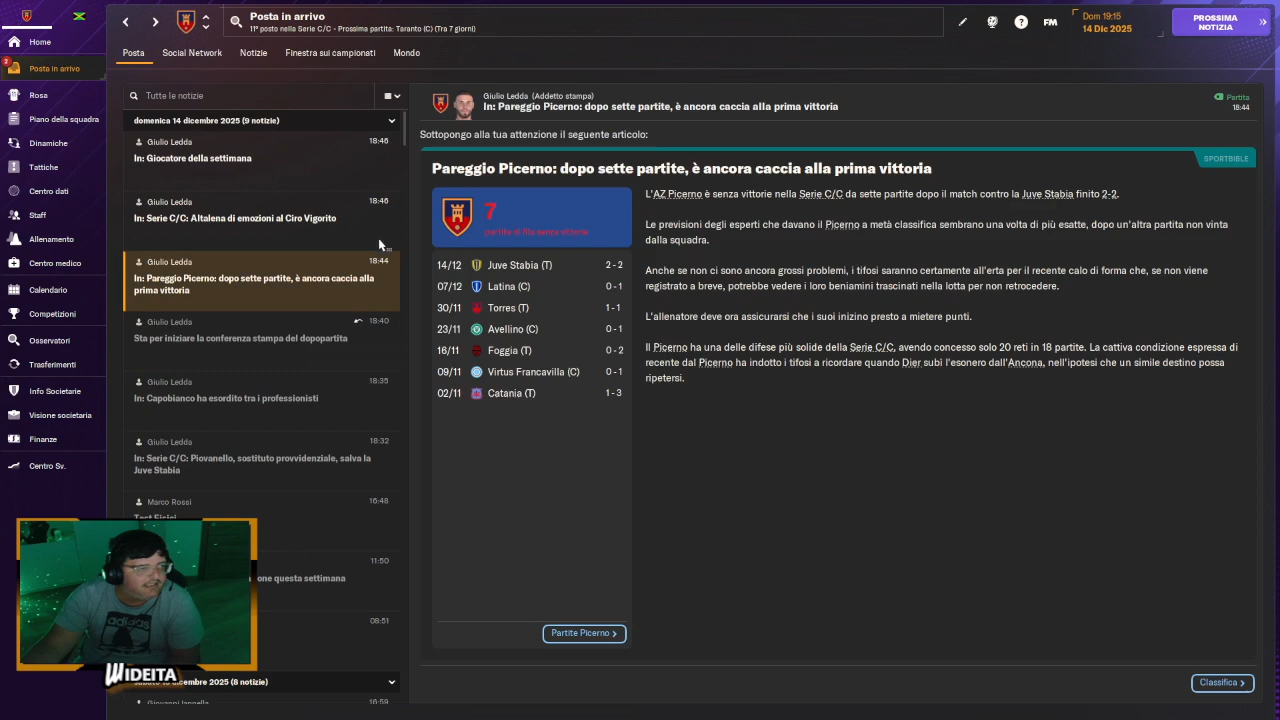 Posta in arrivo
11° posto nella Serie C/C - Prossima partita: Taranto (C) (Tra 7 giorni)
FM
Dom 19:15
14 Dic 2025
PROSSIMA
NOTIZIA
Posta
Social Network
Notizie
Finestra sui campionati
Mondo
Home
2
Posta in arrivo
Rosa
Piano della squadra
Dinamiche
Tattiche
Centro dati
Staff
Allenamento
Centro medico
Calendario
Competizioni
Osservatori
Trasferimenti
Info Societarie
Visione societaria
Finanze
Centro Sv.
Tutte le notizie
domenica 14 dicembre 2025 (9 notizie)
Giulio Ledda 18:46
In: Giocatore della settimana
Giulio Ledda 18:46
In: Serie C/C: Altalena di emozioni al Ciro Vigorito
Giulio Ledda 18:44
In: Pareggio Picerno: dopo sette partite, è ancora caccia alla
prima vittoria
Giulio Ledda 18:40
Sta per iniziare la conferenza stampa del dopopartita
Giulio Ledda 18:35
In: Capobianco ha esordito tra i professionisti
Giulio Ledda 18:32
In: Serie C/C: Piovanello, sostituto provvidenziale, salva la
Juve Stabia
Marco Rossi 16:48
Test Fisici
11:50
one questa settimana
08:51
dicembre 2025 (8 notizie)
Giovanni Iannella 16:59
WIDEITA
adidas
Giulio Ledda (Addetto stampa)
In: Pareggio Picerno: dopo sette partite, è ancora caccia alla prima vittoria
Partita
18:44
Sottopongo alla tua attenzione il seguente articolo:
SPORTBIBLE
Pareggio Picerno: dopo sette partite, è ancora caccia alla prima vittoria
7
partite di fila senza vittorie
14/12 Juve Stabia (T) 2 - 2
07/12 Latina (C) 0 - 1
30/11 Torres (T) 1 - 1
23/11 Avellino (C) 0 - 1
16/11 Foggia (T) 0 - 2
09/11 Virtus Francavilla (C) 0 - 1
02/11 Catania (T) 1 - 3
Partite Picerno
L'AZ Picerno è senza vittorie nella Serie C/C da sette partite dopo il match contro la Juve Stabia finito 2-2.
Le previsioni degli esperti che davano il Picerno a metà classifica sembrano una volta di più esatte, dopo un'altra partita non vinta
dalla squadra.
Anche se non ci sono ancora grossi problemi, i tifosi saranno certamente all'erta per il recente calo di forma che, se non viene
registrato a breve, potrebbe vedere i loro beniamini trascinati nella lotta per non retrocedere.
L'allenatore deve ora assicurarsi che i suoi inizino presto a mietere punti.
Il Picerno ha una delle difese più solide della Serie C/C, avendo concesso solo 20 reti in 18 partite. La cattiva condizione espressa di
recente dal Picerno ha indotto i tifosi a ricordare quando Dier subì l'esonero dall'Ancona, nell'ipotesi che un simile destino possa
ripetersi.
Classifica